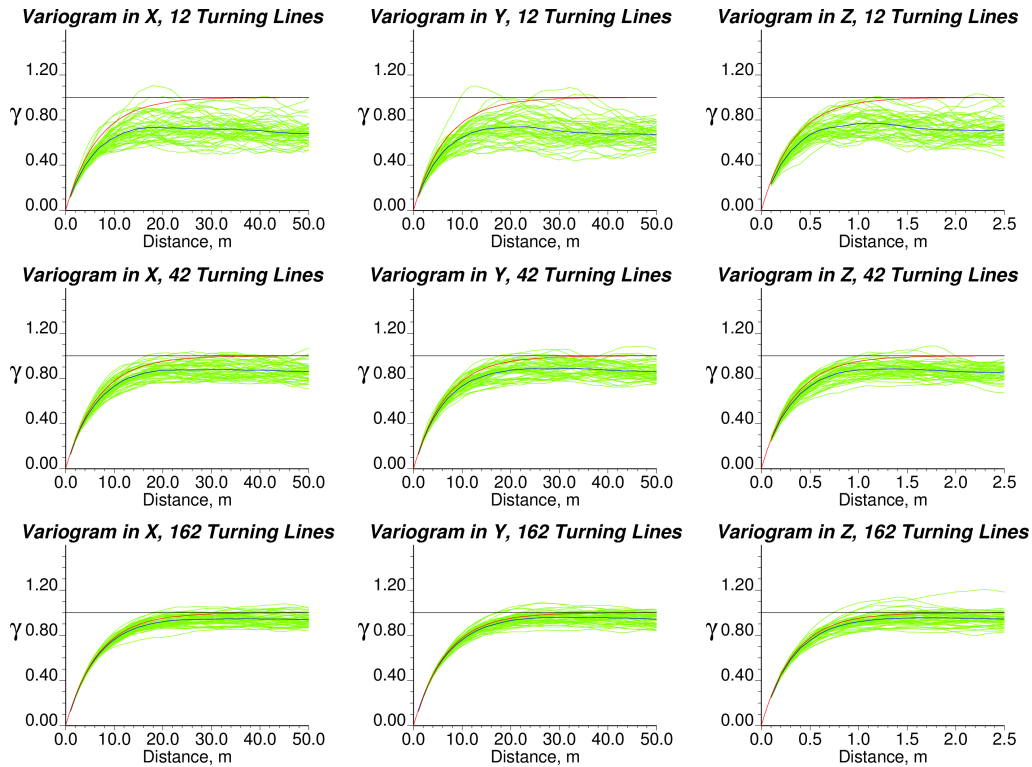 Variogram in X, 12 Turning Lines Variogram in Y, 12 Turning Lines Variogram in Z, 12 Turning Lines
1.20 1.20 1.20
γ 0.80 γ 0.80 γ 0.80
0.40 0.40 0.40
0.00 0.00 0.00
0.0 10.0 20.0 30.0 40.0 50.0 0.0 10.0 20.0 30.0 40.0 50.0 0.0 0.5 1.0 1.5 2.0 2.5
Distance, m Distance, m Distance, m
Variogram in X, 42 Turning Lines Variogram in Y, 42 Turning Lines Variogram in Z, 42 Turning Lines
1.20 1.20 1.20
γ 0.80 γ 0.80 γ 0.80
0.40 0.40 0.40
0.00 0.00 0.00
0.0 10.0 20.0 30.0 40.0 50.0 0.0 10.0 20.0 30.0 40.0 50.0 0.0 0.5 1.0 1.5 2.0 2.5
Distance, m Distance, m Distance, m
Variogram in X, 162 Turning Lines Variogram in Y, 162 Turning Lines Variogram in Z, 162 Turning Lines
1.20 1.20 1.20
γ 0.80 γ 0.80 γ 0.80
0.40 0.40 0.40
0.00 0.00 0.00
0.0 10.0 20.0 30.0 40.0 50.0 0.0 10.0 20.0 30.0 40.0 50.0 0.0 0.5 1.0 1.5 2.0 2.5
Distance, m Distance, m Distance, m